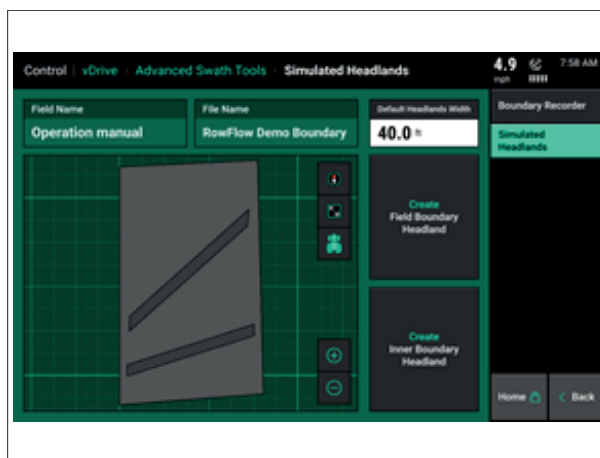 Control | vDrive > Advanced Swath Tools > Simulated Headlands
4.9
mph
7:58 AM
Field Name
Operation manual
File Name
RowFlow Demo Boundary
Default Headlands Width
40.0 ft
Boundary Recorder
Simulated
Headlands
Create
Field Boundary
Headland
Create
Inner Boundary
Headland
Home
< Back